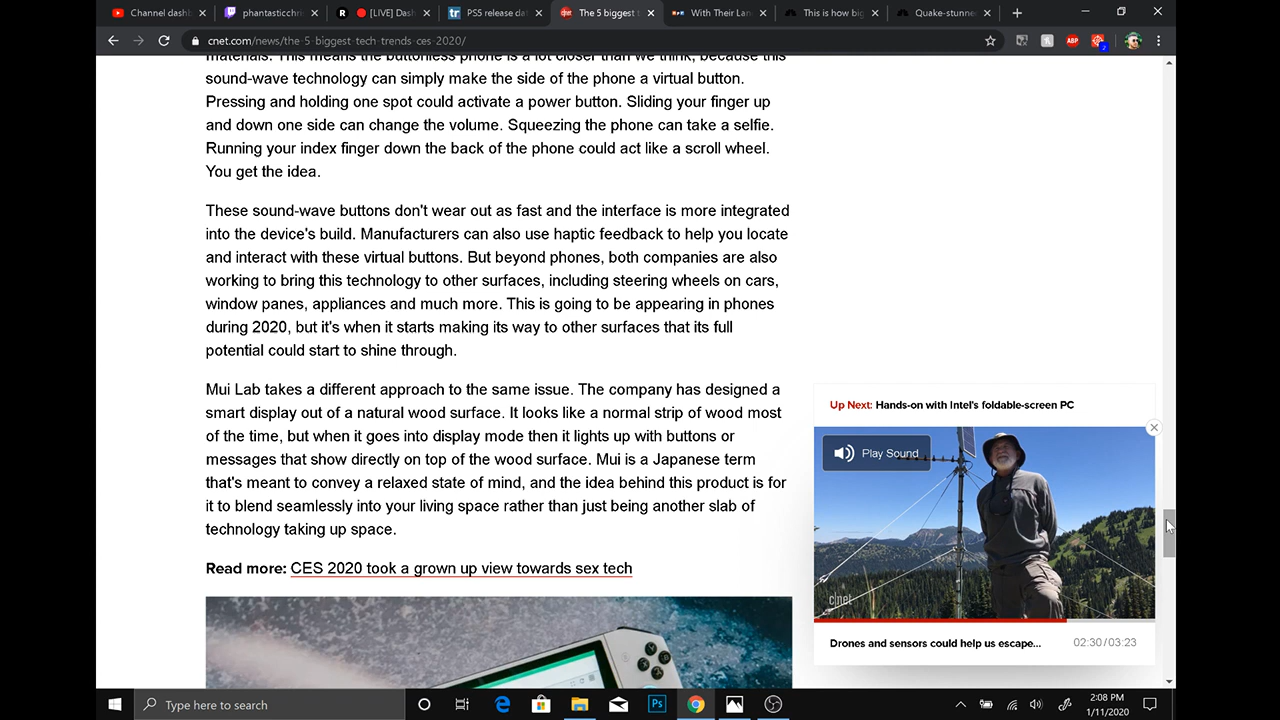 Channel dashb
phantasticchri
[LIVE] Dash
PS5 release da
The 5 biggest t
With Their Lan
This is how big
Quake-stunne
cnet.com/news/the-5-biggest-tech-trends-ces-2020/
materials. This means the buttonless phone is a lot closer than we think, because this
sound-wave technology can simply make the side of the phone a virtual button.
Pressing and holding one spot could activate a power button. Sliding your finger up
and down one side can change the volume. Squeezing the phone can take a selfie.
Running your index finger down the back of the phone could act like a scroll wheel.
You get the idea.
These sound-wave buttons don't wear out as fast and the interface is more integrated
into the device's build. Manufacturers can also use haptic feedback to help you locate
and interact with these virtual buttons. But beyond phones, both companies are also
working to bring this technology to other surfaces, including steering wheels on cars,
window panes, appliances and much more. This is going to be appearing in phones
during 2020, but it's when it starts making its way to other surfaces that its full
potential could start to shine through.
Mui Lab takes a different approach to the same issue. The company has designed a
smart display out of a natural wood surface. It looks like a normal strip of wood most
of the time, but when it goes into display mode then it lights up with buttons or
messages that show directly on top of the wood surface. Mui is a Japanese term
that's meant to convey a relaxed state of mind, and the idea behind this product is for
it to blend seamlessly into your living space rather than just being another slab of
technology taking up space.
Read more: CES 2020 took a grown up view towards sex tech
Up Next: Hands-on with Intel's foldable-screen PC
Play Sound
c|net
Drones and sensors could help us escape... 02:30/03:23
Type here to search
2:08 PM
1/11/2020